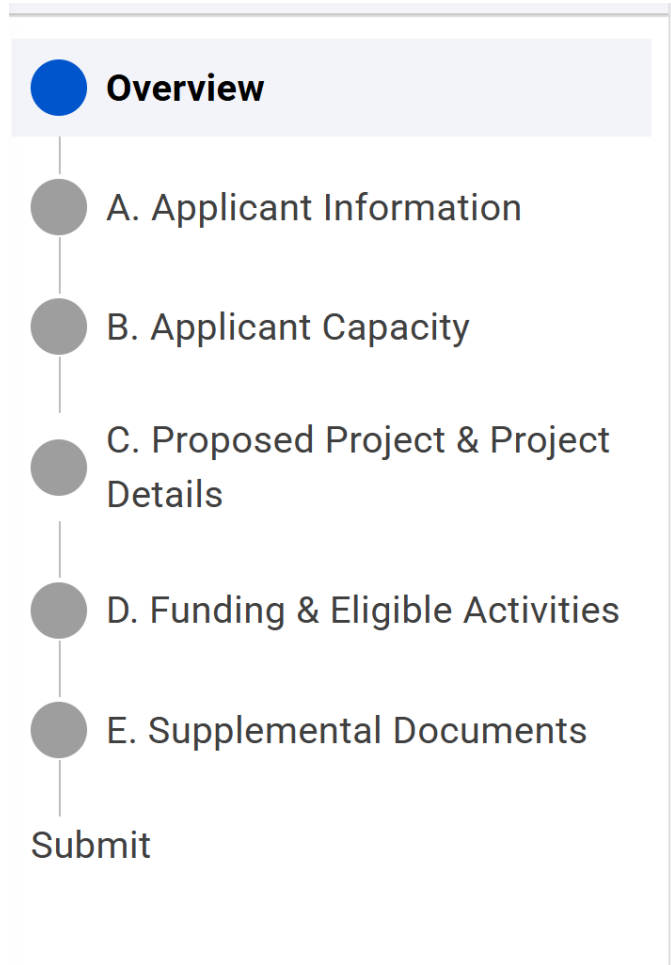 Overview
A. Applicant Information
B. Applicant Capacity
C. Proposed Project & Project
Details
D. Funding & Eligible Activities
E. Supplemental Documents
Submit